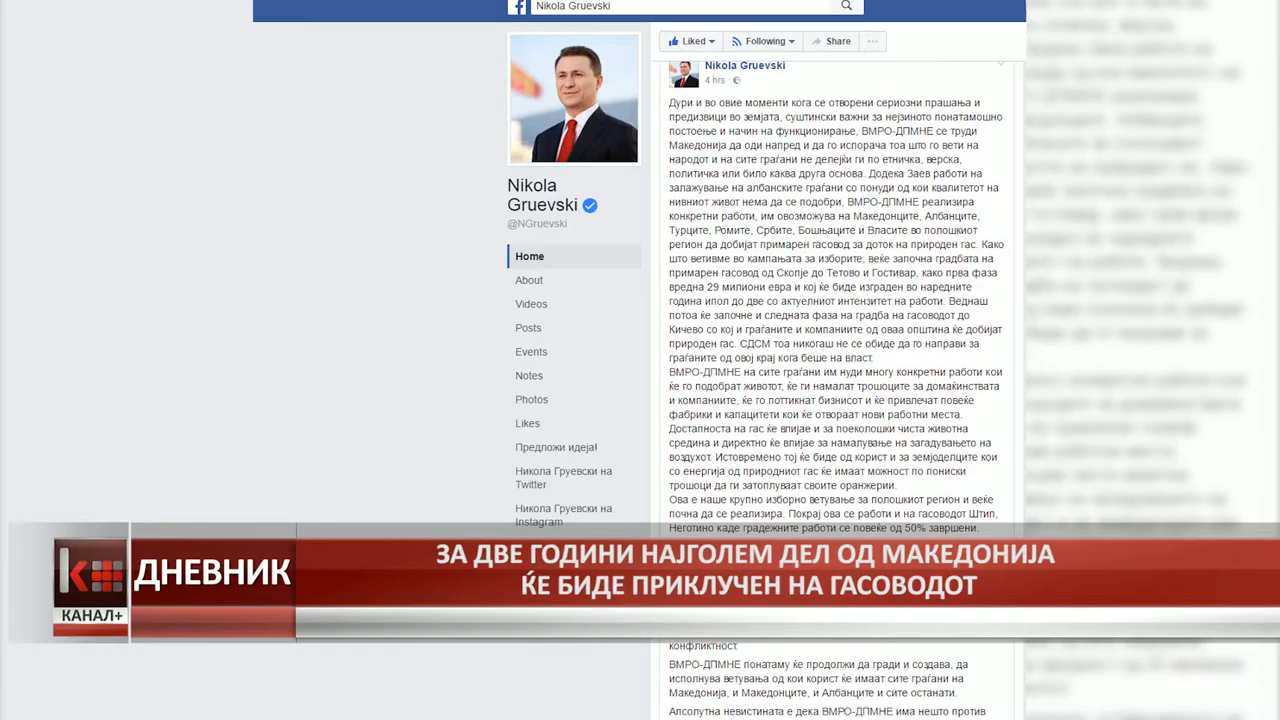 Nikola Gruevski
Liked
Following
Share
Nikola Gruevski
4 hrs
Nikola
Gruevski
@NGruevski
Home
About
Videos
Posts
Events
Notes
Photos
Likes
Предложи идеја!
Никола Груевски на
Twitter
Никола Груевски на
Instagram
Дури и во овие моменти кога се отворени сериозни прашања и
предизвици во земјата, суштински важни за нејзиното понатамошно
постоење и начин на функционирање, ВМРО-ДПМНЕ се труди
Македонија да оди напред и да го испорача тоа што го вети на
народот и на сите граѓани не делејќи ги по етничка, верска,
политичка или било каква друга основа. Додека Заев работи на
залажување на албанските граѓани со понуди од кои квалитетот на
нивниот живот нема да се подобри, ВМРО-ДПМНЕ реализира
конкретни работи, им овозможува на Македонците, Албанците,
Турците, Ромите, Србите, Бошњаците и Власите во полошкиот
регион да добијат примарен гасовод за доток на природен гас. Како
што ветивме во кампањата за изборите, веќе започна градбата на
примарен гасовод од Скопје до Тетово и Гостивар, како прва фаза
вредна 29 милиони евра и кој ќе биде изграден во наредните
година ипол до две со актуелниот интензитет на работи. Веднаш
потоа ќе започне и следната фаза на градба на гасоводот до
Кичево со кој и граѓаните и компаниите од оваа општина ќе добијат
природен гас. СДСМ тоа никогаш не се обиде да го направи за
граѓаните од овој крај кога беше на власт.
ВМРО-ДПМНЕ на сите граѓани им нуди многу конкретни работи кои
ќе го подобрат животот, ќе ги намалат трошоците за домаќинствата
и компаниите, ќе го поттикнат бизнисот и ќе привлечат повеќе
фабрики и капацитети кои ќе отвораат нови работни места.
Достапноста на гас ќе влијае и за поеколошки чиста животна
средина и директно ќе влијае за намалување на загадувањето на
воздухот. Истовремено тој ќе биде од корист и за земјоделците кои
со енергија од природниот гас ќе имаат можност по пониски
трошоци да ги затоплуваат своите оранжерии.
Ова е наше крупно изборно ветување за полошкиот регион и веќе
почна да се реализира. Покрај ова се работи и на гасоводот Штип,
Неготино каде градежните работи се повеќе од 50% завршени.
ДНЕВНИК
КАНАЛ+
ЗА ДВЕ ГОДИНИ НАЈГОЛЕМ ДЕЛ ОД МАКЕДОНИЈА
ЌЕ БИДЕ ПРИКЛУЧЕН НА ГАСОВОДОТ
конфликтност.
ВМРО-ДПМНЕ понатаму ќе продолжи да гради и создава, да
исполнува ветувања од кои корист ќе имаат сите граѓани на
Македонија, и Македонците, и Албанците и сите останати.
Апсолутна невистината е дека ВМРО-ДПМНЕ има нешто против